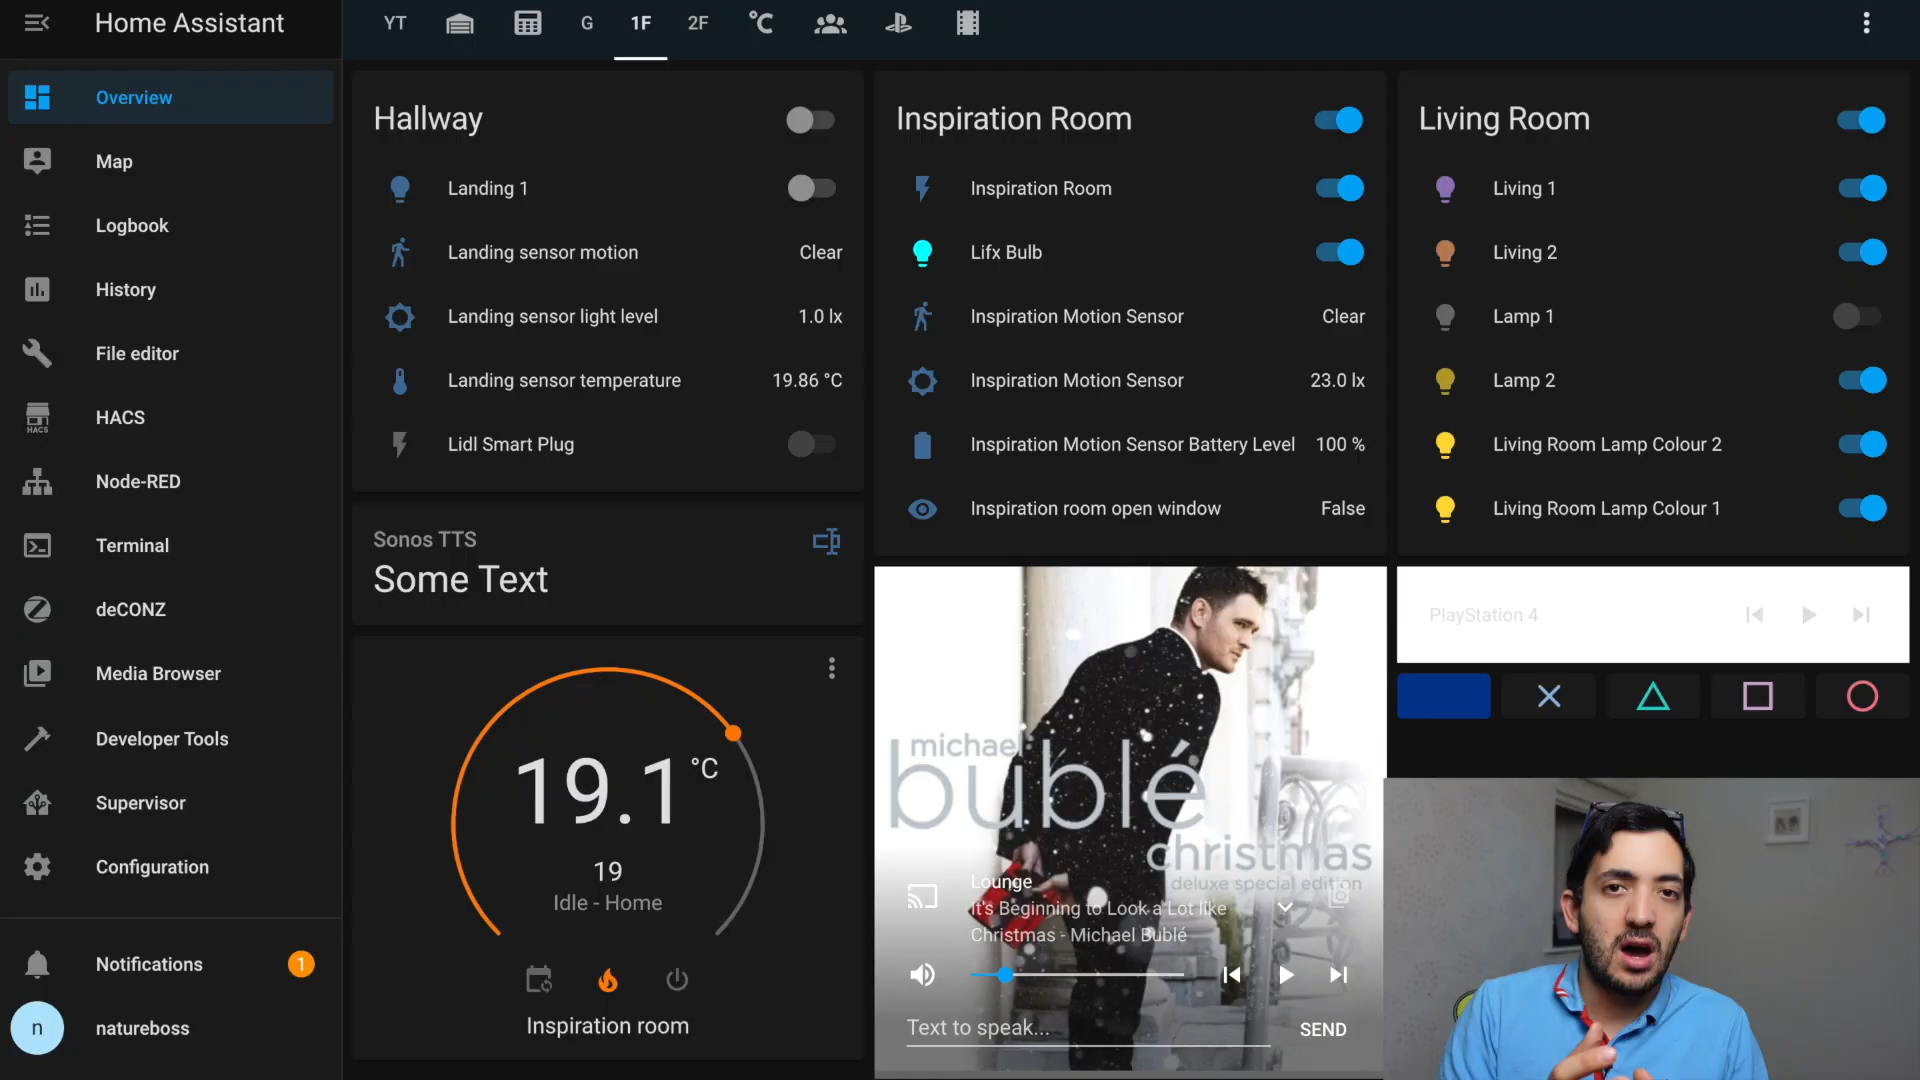 Home Assistant
YT
G
1F
2F
°C
Overview
Map
Logbook
History
File editor
HACS
HACS
Node-RED
Terminal
deCONZ
Media Browser
Developer Tools
Supervisor
Configuration
Notifications
1
n
natureboss
Hallway
Landing 1
Landing sensor motion Clear
Landing sensor light level 1.0 lx
Landing sensor temperature 19.86 °C
Lidl Smart Plug
Sonos TTS
Some Text
19.1 °C
19
Idle - Home
Inspiration room
Inspiration Room
Inspiration Room
Lifx Bulb
Inspiration Motion Sensor Clear
Inspiration Motion Sensor 23.0 lx
Inspiration Motion Sensor Battery Level 100 %
Inspiration room open window False
michael
bublé
christmas
deluxe special edition
Lounge
It's Beginning to Look a Lot like
Christmas - Michael Bublé
Text to speak... SEND
Living Room
Living 1
Living 2
Lamp 1
Lamp 2
Living Room Lamp Colour 2
Living Room Lamp Colour 1
PlayStation 4